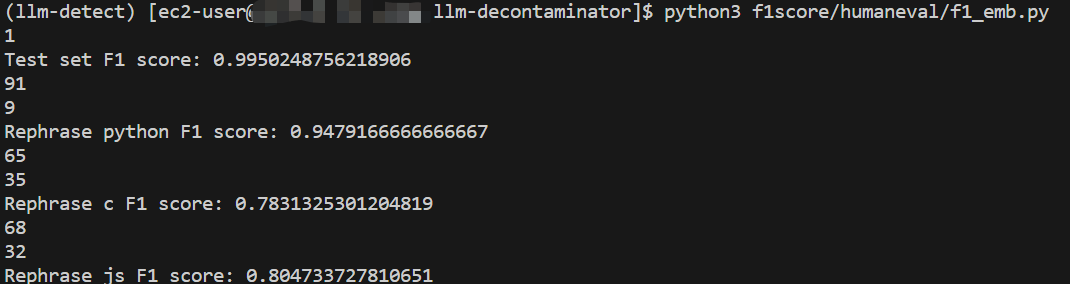 (llm-detect) [ec2-user@ llm-decontaminator]$ python3 f1score/humaneval/f1_emb.py
1
Test set F1 score: 0.9950248756218906
91
9
Rephrase python F1 score: 0.9479166666666667
65
35
Rephrase c F1 score: 0.7831325301204819
68
32
Rephrase js F1 score: 0.804733727810651